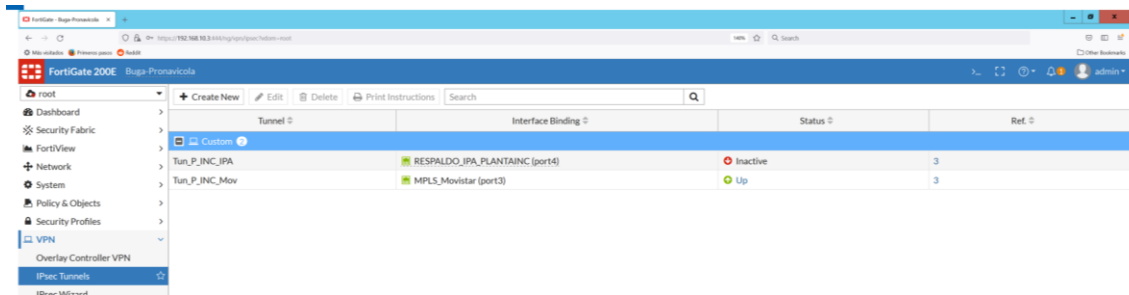 FortiGate - Buga-Pronavicola
https://192.168.10.3:444/ng/vpn/ipsec?vdom=root
140%
Search
Más visitados Primeros pasos Reddit
Other Bookmarks
FortiGate 200E Buga-Pronavicola
admin
root
Create New Edit Delete Print Instructions Search
Dashboard
Tunnel Interface Binding Status Ref.
Security Fabric
Custom 2
FortiView
Tun_P_INC_IPA RESPALDO_IPA_PLANTAINC (port4) Inactive 3
Network
Tun_P_INC_Mov MPLS_Movistar (port3) Up 3
System
Policy & Objects
Security Profiles
VPN
Overlay Controller VPN
IPsec Tunnels
IPsec Wizard